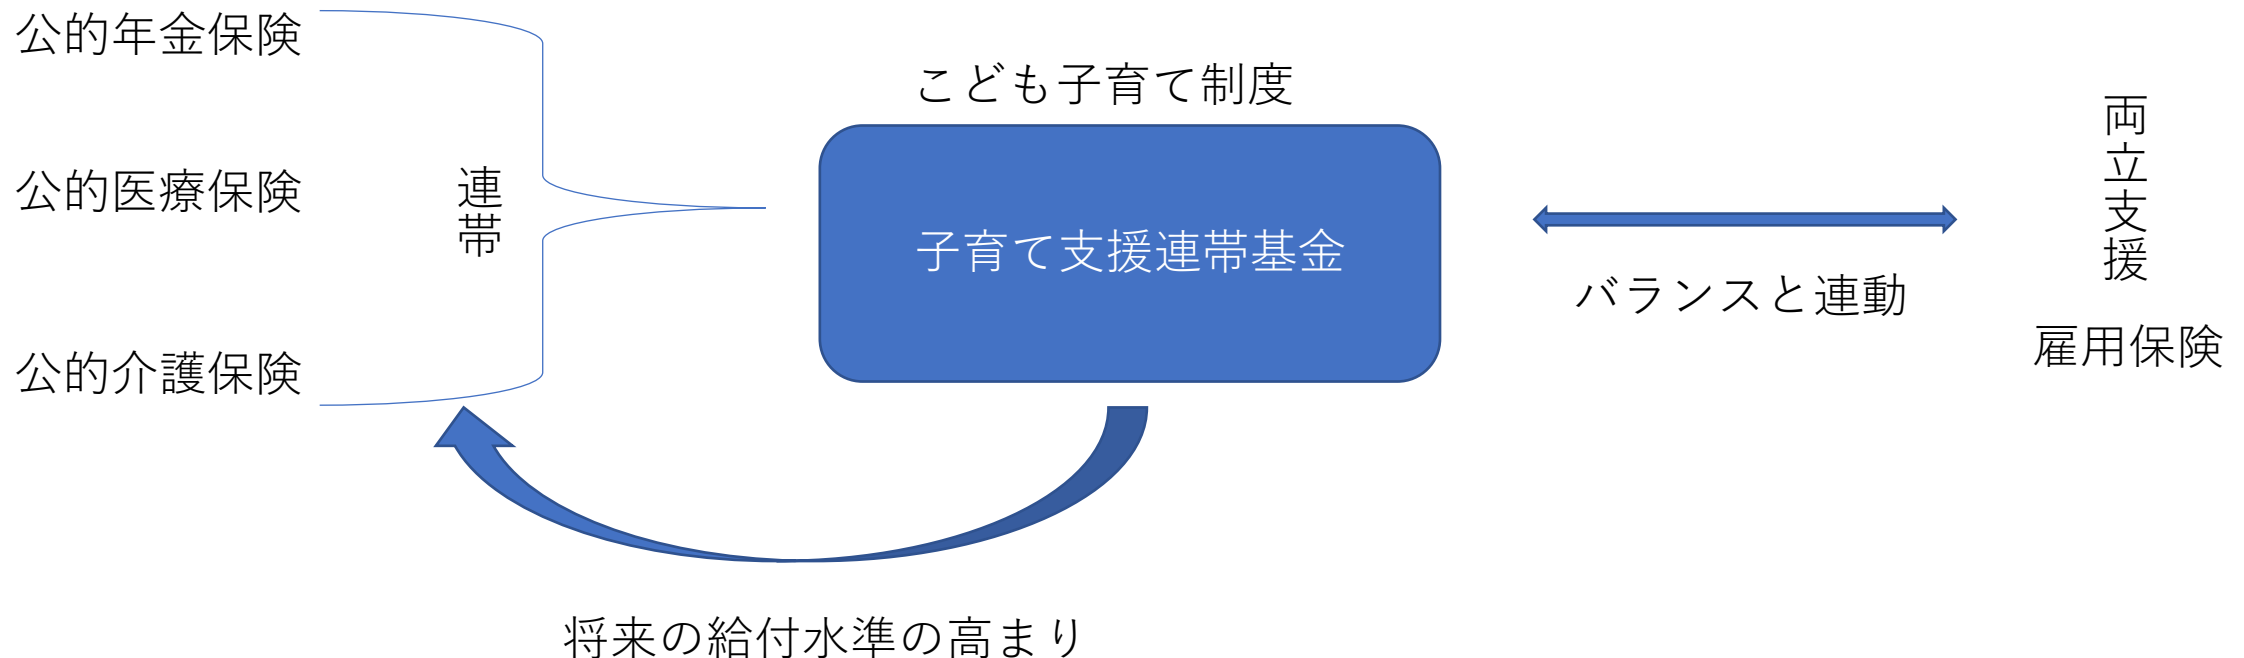 公的年金保険
公的医療保険
公的介護保険
連帯
こども子育て制度
子育て支援連帯基金
バランスと連動
両立支援
雇用保険
将来の給付水準の高まり